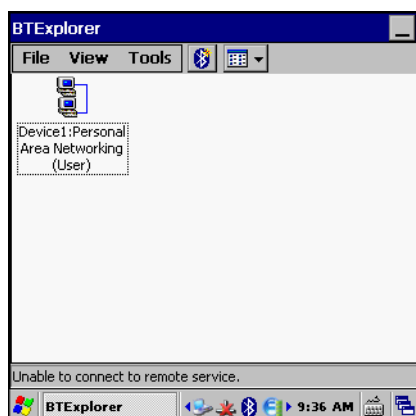 BTExplorer
File View Tools
Device1:Personal
Area Networking
(User)
Unable to connect to remote service.
BTExplorer 9:36 AM